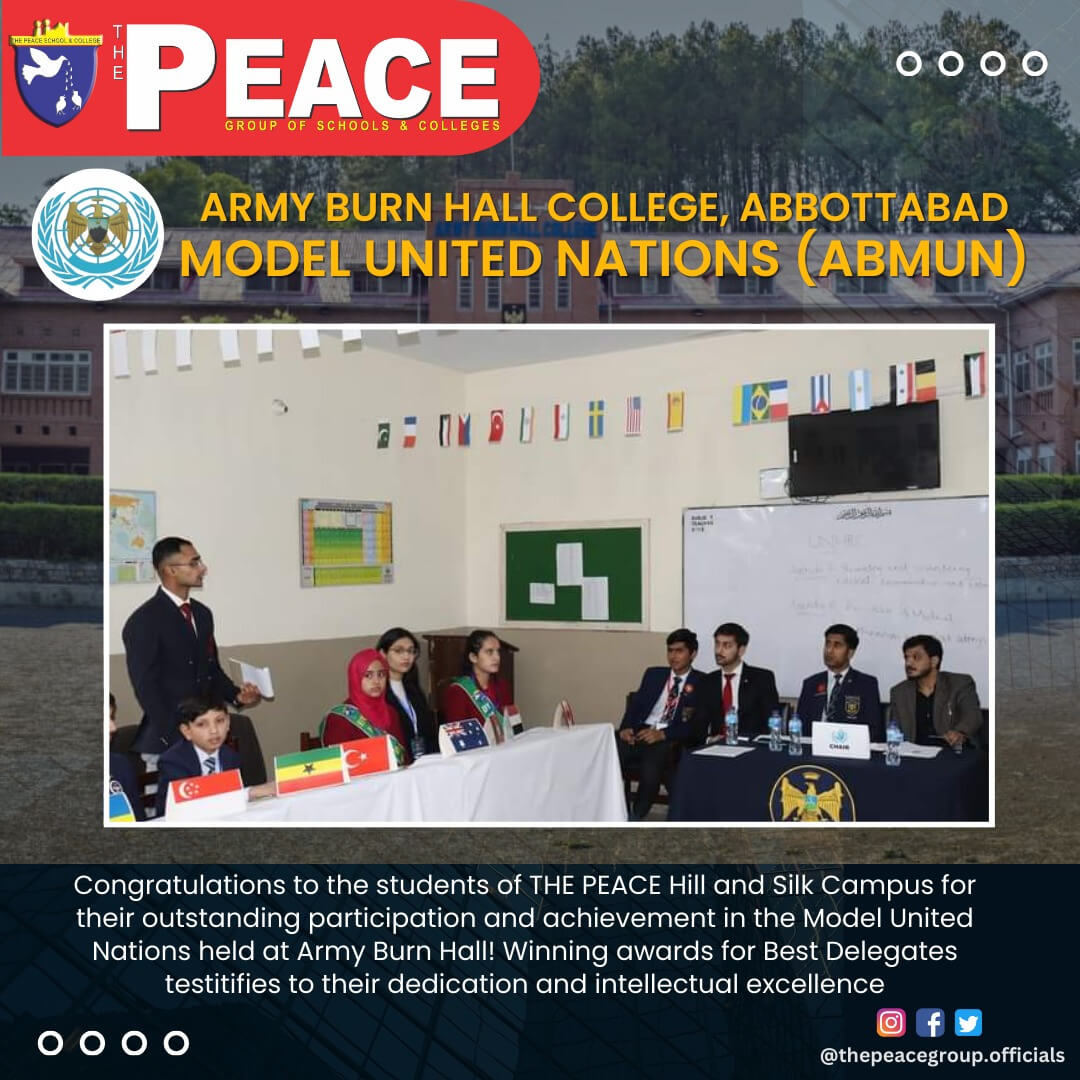 THE PEACE SCHOOL & COLLEGE
THE
PEACE
GROUP OF SCHOOLS & COLLEGES
ARMY BURN HALL COLLEGE, ABBOTTABAD
MODEL UNITED NATIONS (ABMUN)
CHAIR
Congratulations to the students of THE PEACE Hill and Silk Campus for
their outstanding participation and achievement in the Model United
Nations held at Army Burn Hall! Winning awards for Best Delegates
testitifies to their dedication and intellectual excellence
@thepeacegroup.officials